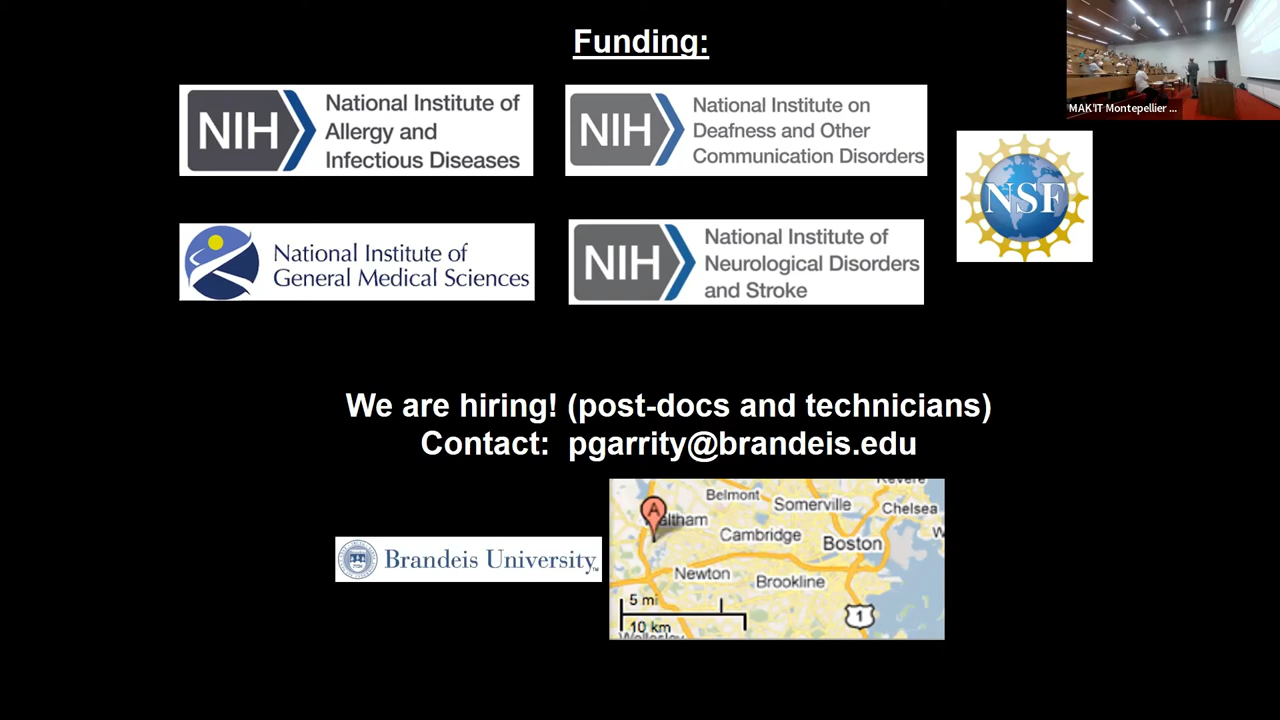 Funding:
MAK'IT Montepellier ...
NIH
National Institute of
Allergy and
Infectious Diseases
NIH
National Institute on
Deafness and Other
Communication Disorders
NSF
National Institute of
General Medical Sciences
NIH
National Institute of
Neurological Disorders
and Stroke
We are hiring! (post-docs and technicians)
Contact: pgarrity@brandeis.edu
Brandeis University
A
Belmont
Somerville
Chelsea
Cambridge
Boston
Newton
Brookline
5 mi
10 km
1